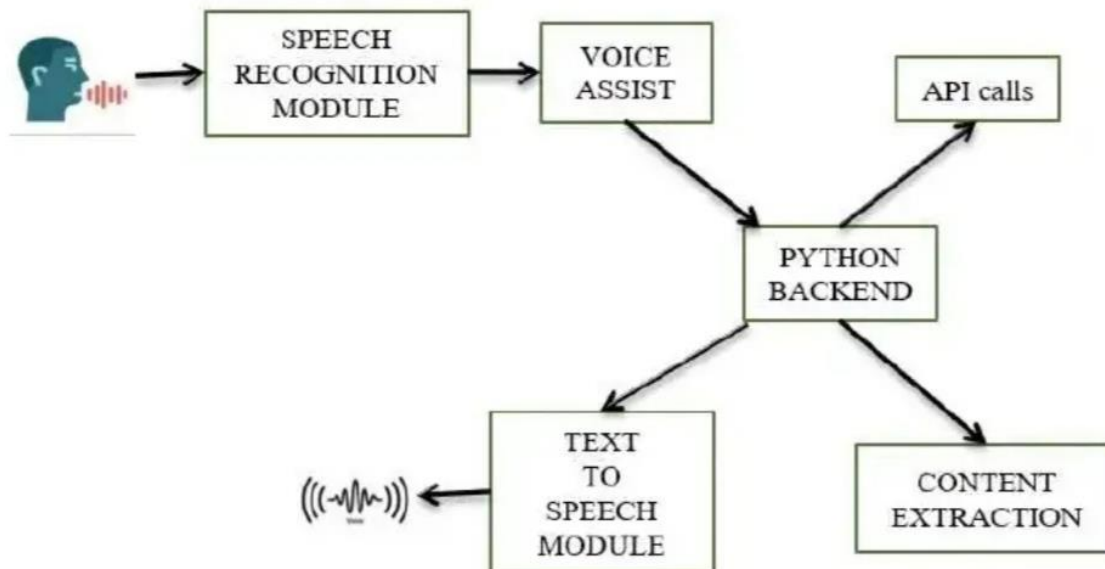 SPEECH
RECOGNITION
MODULE
VOICE
ASSIST
API calls
PYTHON
BACKEND
TEXT
TO
SPEECH
MODULE
CONTENT
EXTRACTION